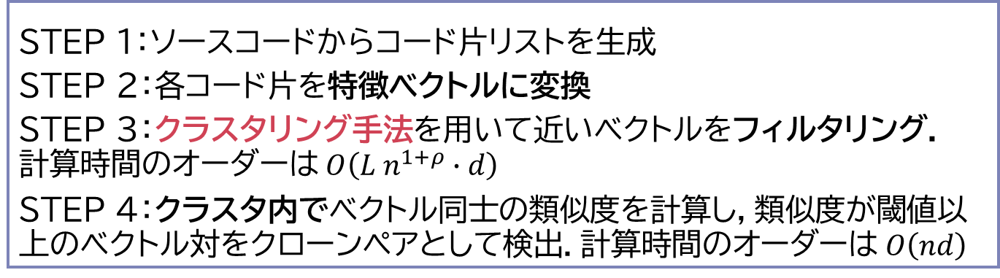 STEP 1：ソースコードからコード片リストを生成
STEP 2：各コード片を特徴ベクトルに変換
STEP 3：クラスタリング手法を用いて近いベクトルをフィルタリング．
計算時間のオーダーは O(L n^{1+ρ} · d)
STEP 4：クラスタ内でベクトル同士の類似度を計算し，類似度が閾値以
上のベクトル対をクローンペアとして検出．計算時間のオーダーは O(nd)